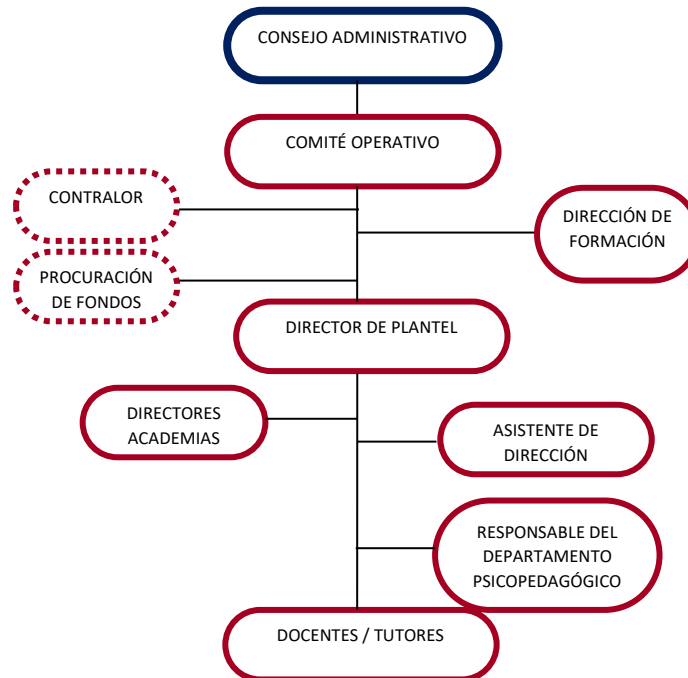 CONSEJO ADMINISTRATIVO
COMITÉ OPERATIVO
CONTRALOR
DIRECCIÓN DE
FORMACIÓN
PROCURACIÓN
DE FONDOS
DIRECTOR DE PLANTEL
DIRECTORES
ACADEMIAS
ASISTENTE DE
DIRECCIÓN
RESPONSABLE DEL
DEPARTAMENTO
PSICOPEDAGÓGICO
DOCENTES / TUTORES